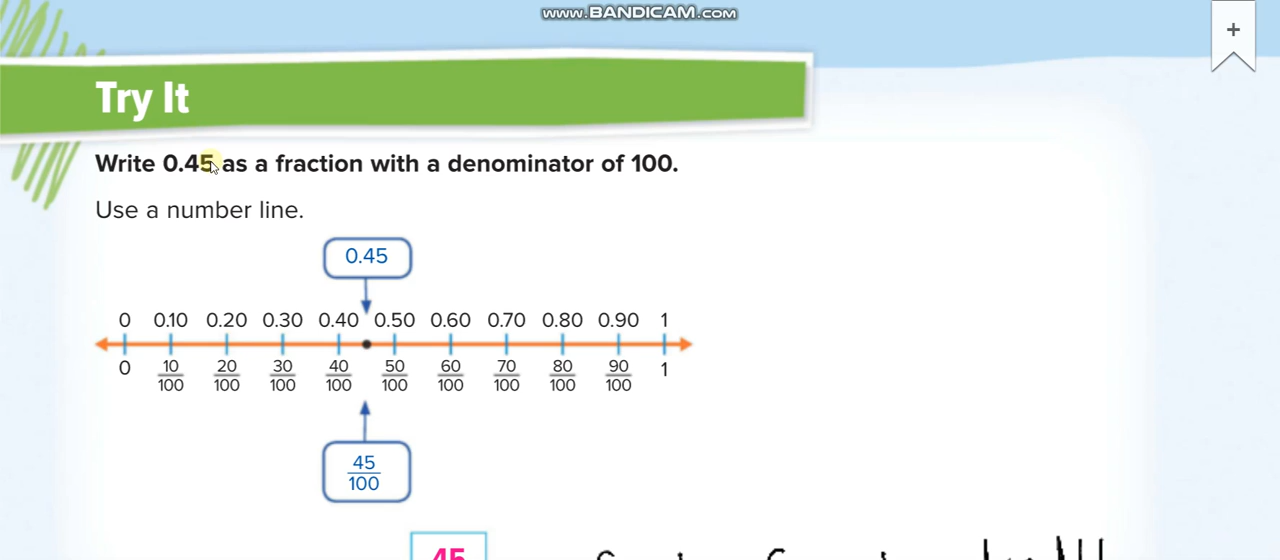 www.BANDICAM.com
+
Try It
Write 0.45 as a fraction with a denominator of 100.
Use a number line.
0.45
0 0.10 0.20 0.30 0.40 0.50 0.60 0.70 0.80 0.90 1
0 10/100 20/100 30/100 40/100 50/100 60/100 70/100 80/100 90/100 1
45/100
45